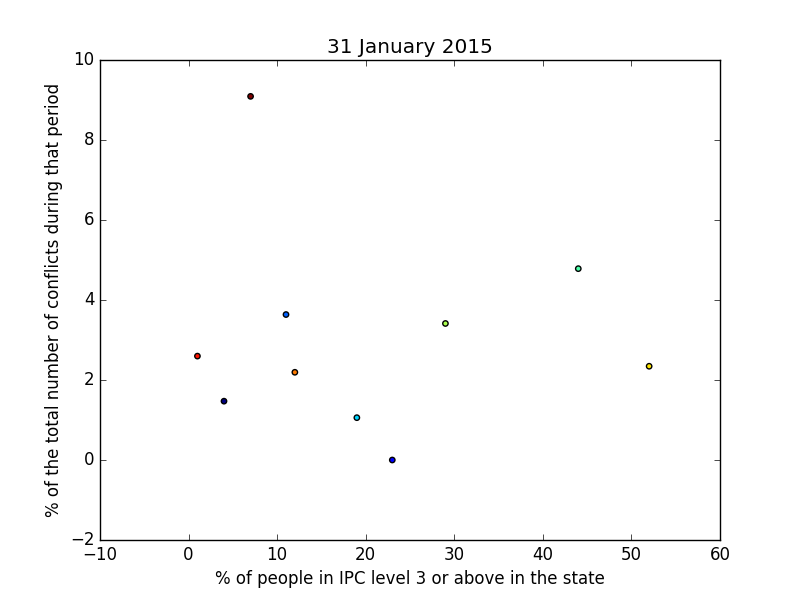 31 January 2015
10
8
6
4
2
0
−2
% of the total number of conflicts during that period
−10 0 10 20 30 40 50 60
% of people in IPC level 3 or above in the state